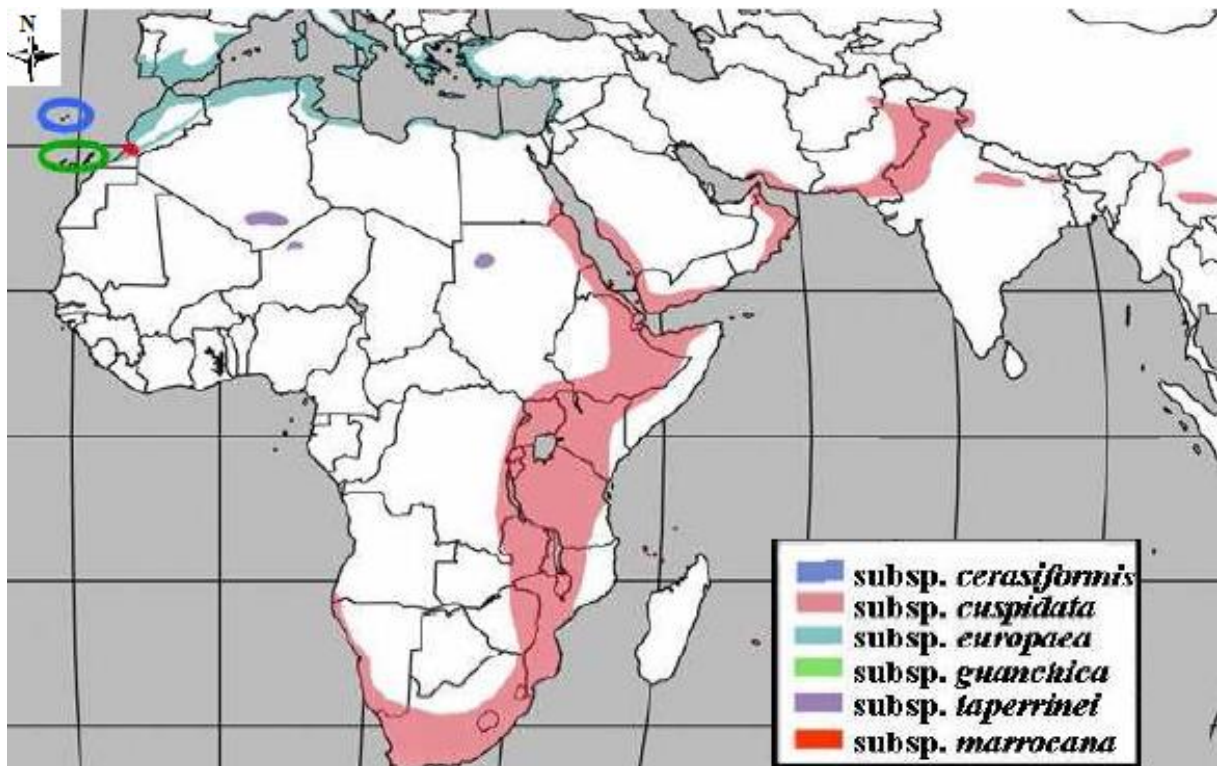 N
subsp. cerasiformis
subsp. cuspidata
subsp. europaea
subsp. guanchica
subsp. laperrinei
subsp. marrocana